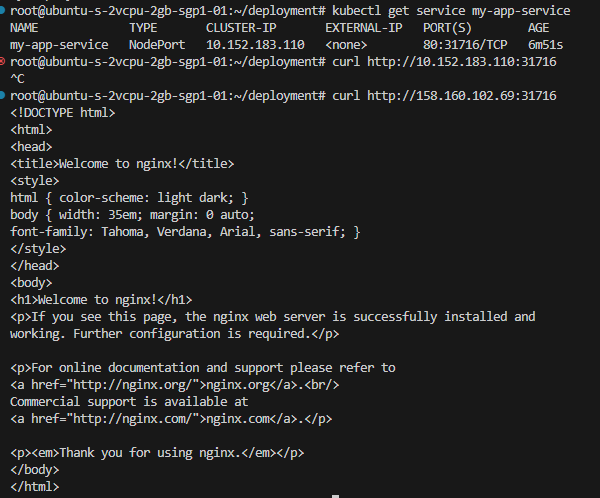 root@ubuntu-s-2vcpu-2gb-sgp1-01:~/deployment# kubectl get service my-app-service
NAME TYPE CLUSTER-IP EXTERNAL-IP PORT(S) AGE
my-app-service NodePort 10.152.183.110 <none> 80:31716/TCP 6m51s
root@ubuntu-s-2vcpu-2gb-sgp1-01:~/deployment# curl http://10.152.183.110:31716
^C
root@ubuntu-s-2vcpu-2gb-sgp1-01:~/deployment# curl http://158.160.102.69:31716
<!DOCTYPE html>
<html>
<head>
<title>Welcome to nginx!</title>
<style>
html { color-scheme: light dark; }
body { width: 35em; margin: 0 auto;
font-family: Tahoma, Verdana, Arial, sans-serif; }
</style>
</head>
<body>
<h1>Welcome to nginx!</h1>
<p>If you see this page, the nginx web server is successfully installed and
working. Further configuration is required.</p>
<p>For online documentation and support please refer to
<a href="http://nginx.org/">nginx.org</a>.<br/>
Commercial support is available at
<a href="http://nginx.com/">nginx.com</a>.</p>
<p><em>Thank you for using nginx.</em></p>
</body>
</html>